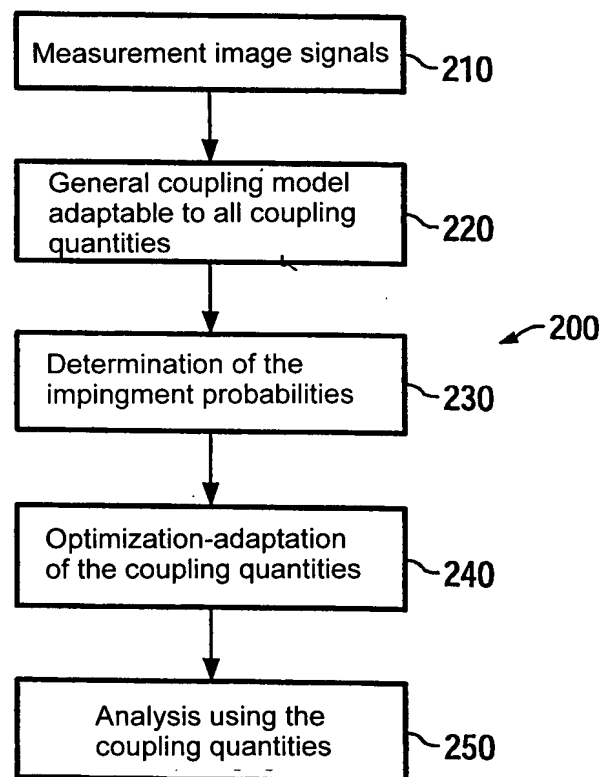 Measurement image signals
210
General coupling model
adaptable to all coupling
quantities
220
200
Determination of the
impingment probabilities
230
Optimization-adaptation
of the coupling quantities
240
Analysis using the
coupling quantities
250